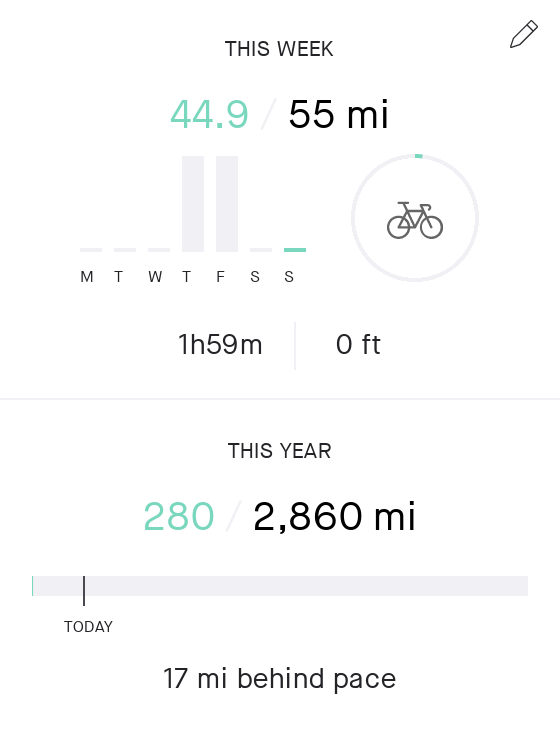 THIS WEEK
44.9 / 55 mi
M T W T F S S
1h59m 0 ft
THIS YEAR
280 / 2,860 mi
TODAY
17 mi behind pace